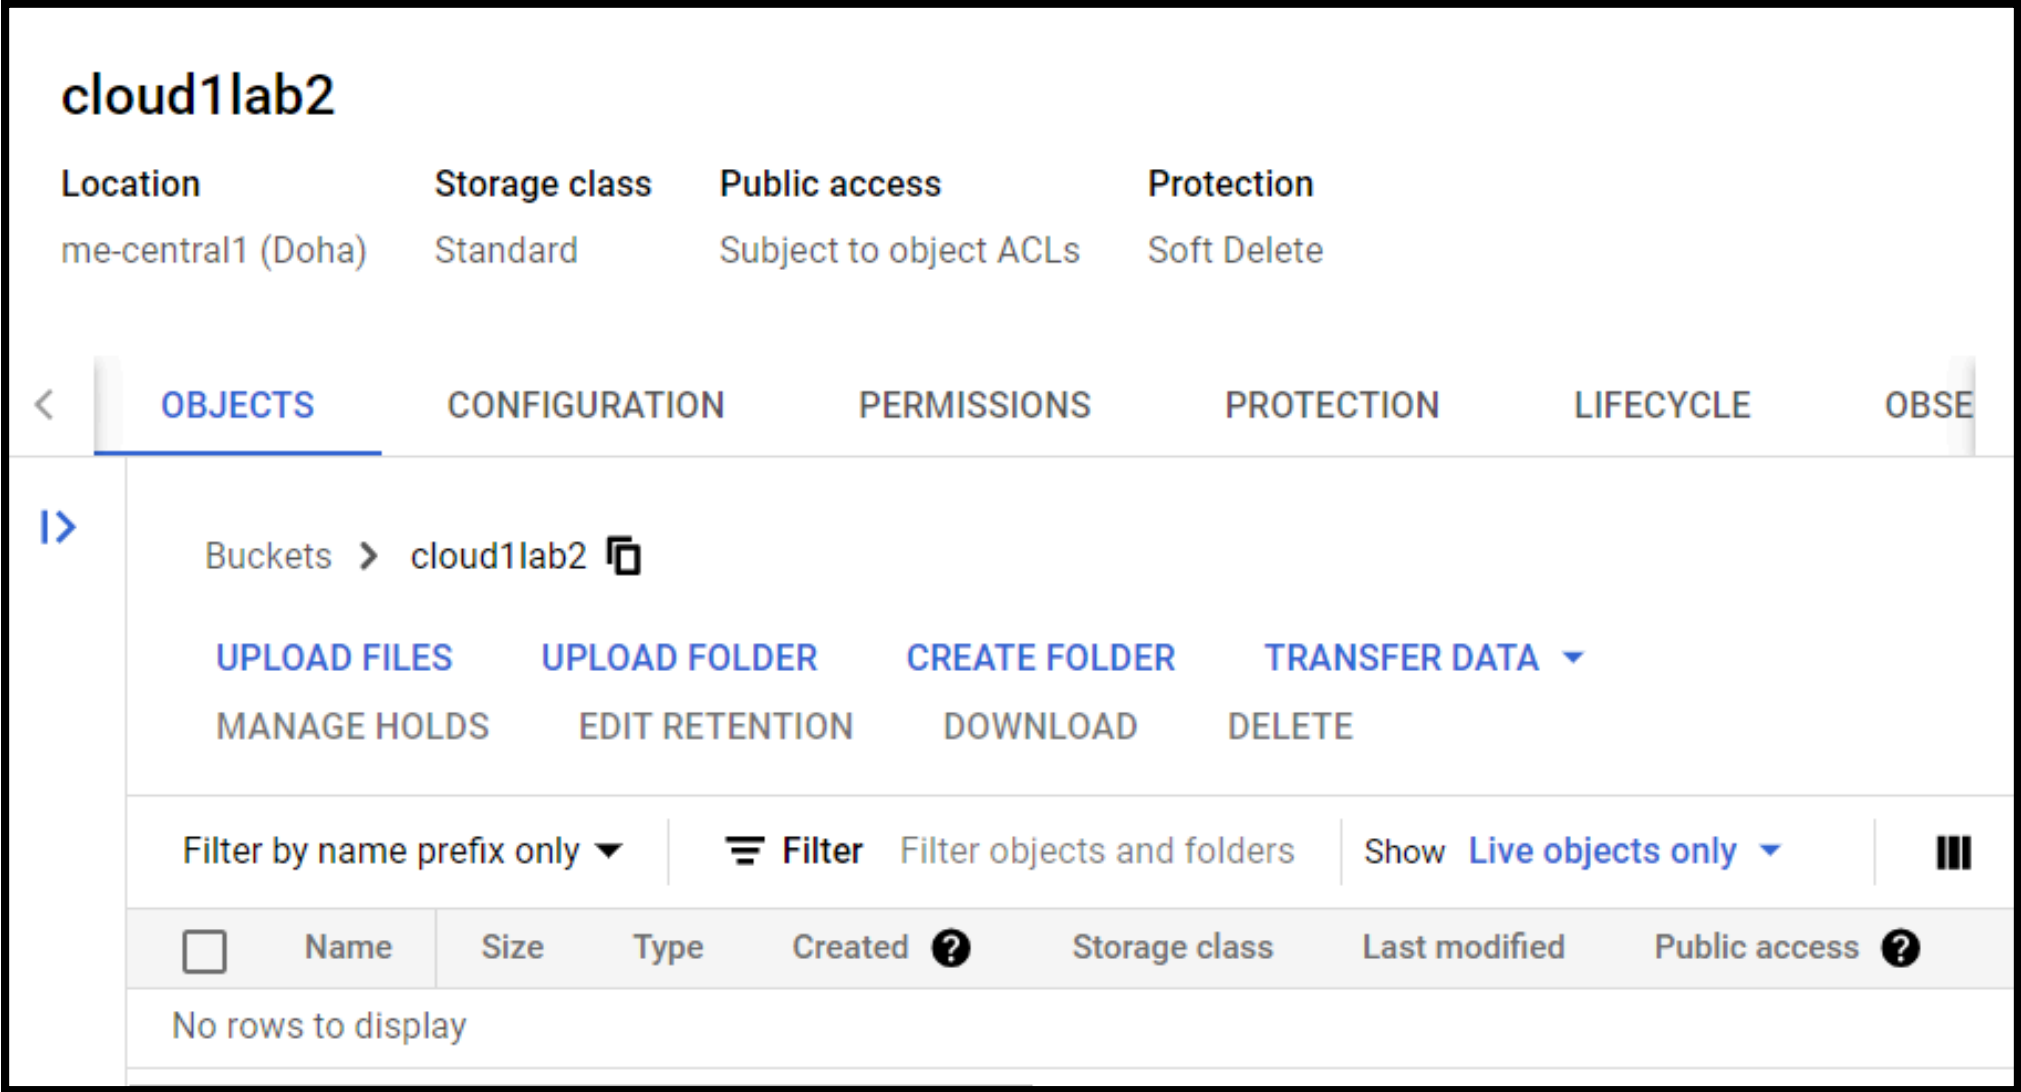 cloud1lab2
Location Storage class Public access Protection
me-central1 (Doha) Standard Subject to object ACLs Soft Delete
OBJECTS CONFIGURATION PERMISSIONS PROTECTION LIFECYCLE OBSE
Buckets cloud1lab2
UPLOAD FILES UPLOAD FOLDER CREATE FOLDER TRANSFER DATA
MANAGE HOLDS EDIT RETENTION DOWNLOAD DELETE
Filter by name prefix only Filter Filter objects and folders Show Live objects only
Name Size Type Created Storage class Last modified Public access
No rows to display